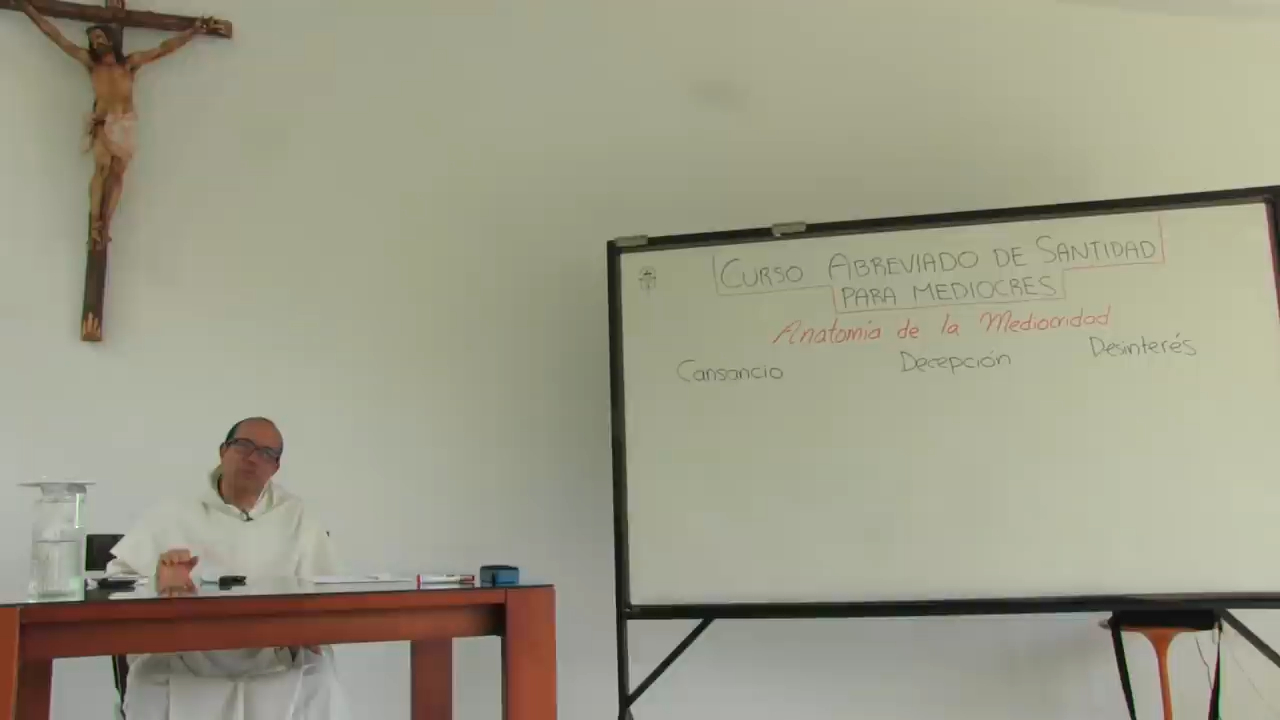 CURSO ABREVIADO DE SANTIDAD
PARA MEDIOCRES
Anatomía de la Mediocridad
Cansancio Decepción Desinterés